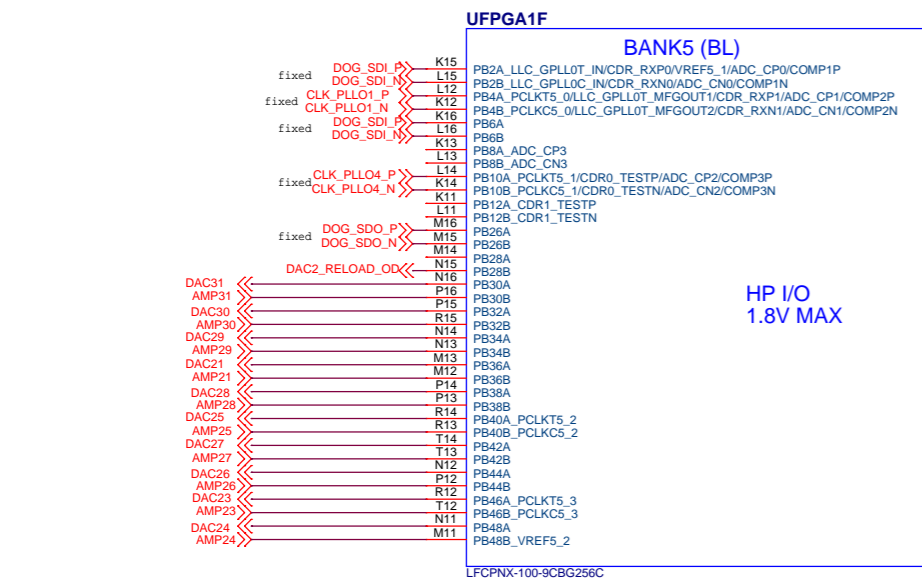 UFPGA1F
BANK5 (BL)
DOG_SDI_P K15 PB2A_LLC_GPLL0T_IN/CDR_RXP0/VREF5_1/ADC_CP0/COMP1P
fixed
DOG_SDI_N L15 PB2B_LLC_GPLL0C_IN/CDR_RXN0/ADC_CN0/COMP1N
CLK_PLLO1_P L12 PB4A_PCLKT5_0/LLC_GPLL0T_MFGOUT1/CDR_RXP1/ADC_CP1/COMP2P
fixed
CLK_PLLO1_N K12 PB4B_PCLKC5_0/LLC_GPLL0T_MFGOUT2/CDR_RXN1/ADC_CN1/COMP2N
DOG_SDI_P K16 PB6A
fixed
DOG_SDI_N L16 PB6B
K13 PB8A_ADC_CP3
L13 PB8B_ADC_CN3
CLK_PLLO4_P L14 PB10A_PCLKT5_1/CDR0_TESTP/ADC_CP2/COMP3P
fixed
CLK_PLLO4_N K14 PB10B_PCLKC5_1/CDR0_TESTN/ADC_CN2/COMP3N
K11 PB12A_CDR1_TESTP
L11 PB12B_CDR1_TESTN
DOG_SDO_P M16 PB26A
fixed
DOG_SDO_N M15 PB26B
M14 PB28A
DAC2_RELOAD_OD N15 PB28B
DAC31 N16 PB30A
AMP31 P16 PB30B
HP I/O
1.8V MAX
DAC30 P15 PB32A
AMP30 R15 PB32B
DAC29 N14 PB34A
AMP29 N13 PB34B
DAC21 M13 PB36A
AMP21 M12 PB36B
DAC28 P14 PB38A
AMP28 P13 PB38B
DAC25 R14 PB40A_PCLKT5_2
AMP25 R13 PB40B_PCLKC5_2
DAC27 T14 PB42A
AMP27 T13 PB42B
DAC26 N12 PB44A
AMP26 P12 PB44B
DAC23 R12 PB46A_PCLKT5_3
AMP23 T12 PB46B_PCLKC5_3
DAC24 N11 PB48A
AMP24 M11 PB48B_VREF5_2
LFCPNX-100-9CBG256C